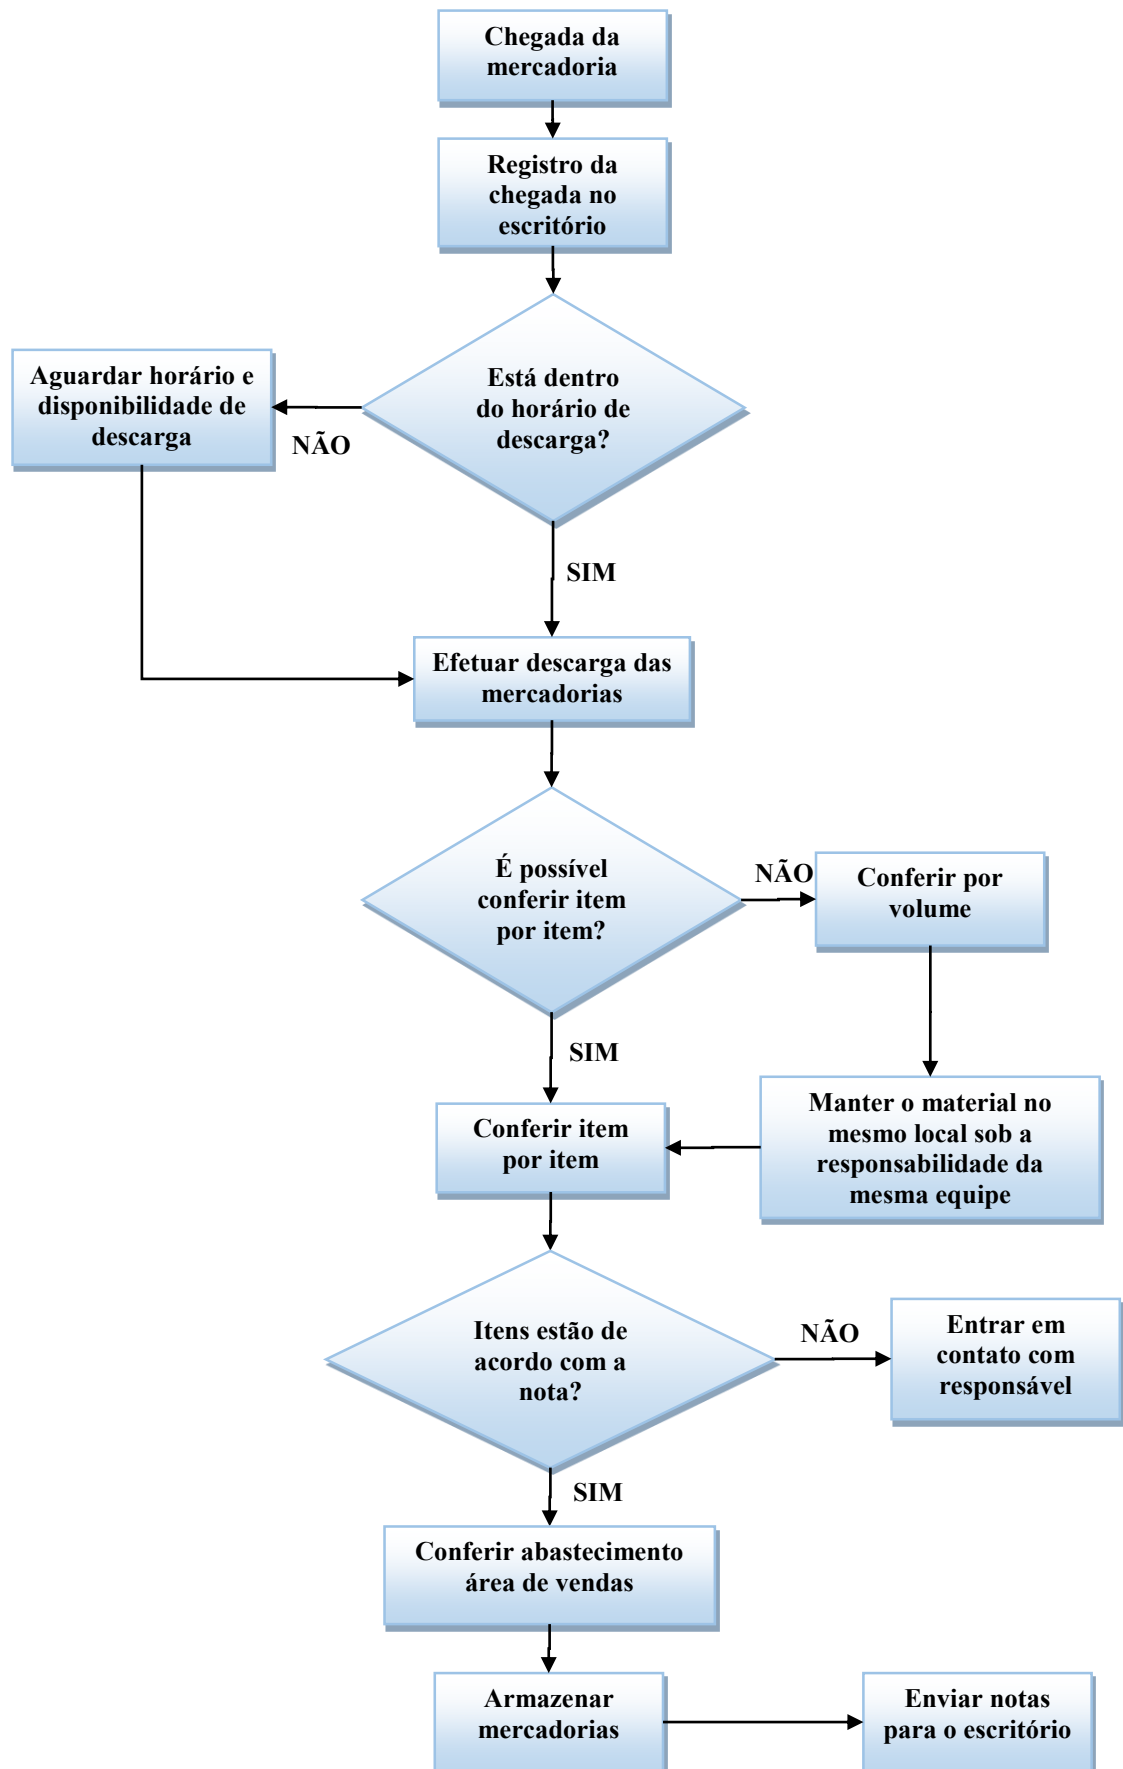 Chegada da
mercadoria
Registro da
chegada no
escritório
Está dentro
do horário de
descarga?
Aguardar horário e
disponibilidade de
descarga
NÃO
SIM
Efetuar descarga das
mercadorias
É possível
conferir item
por item?
NÃO
Conferir por
volume
SIM
Manter o material no
mesmo local sob a
responsabilidade da
mesma equipe
Conferir item
por item
Itens estão de
acordo com a
nota?
NÃO
Entrar em
contato com
responsável
SIM
Conferir abastecimento
área de vendas
Armazenar
mercadorias
Enviar notas
para o escritório